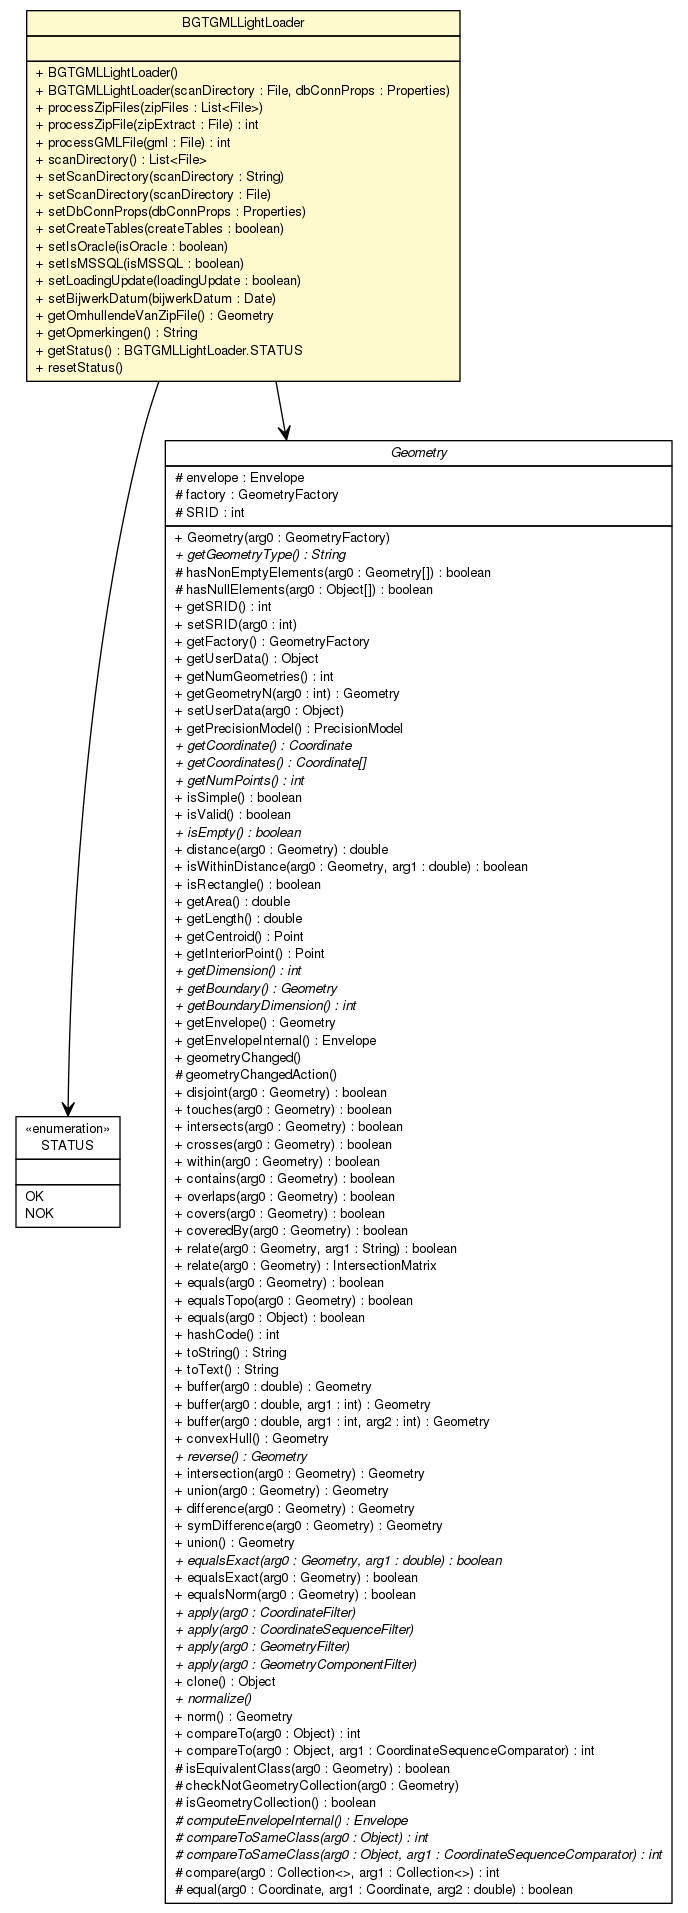 BGTGMLLightLoader
+ BGTGMLLightLoader()
+ BGTGMLLightLoader(scanDirectory : File, dbConnProps : Properties)
+ processZipFiles(zipFiles : List<File>)
+ processZipFile(zipExtract : File) : int
+ processGMLFile(gml : File) : int
+ scanDirectory() : List<File>
+ setScanDirectory(scanDirectory : String)
+ setScanDirectory(scanDirectory : File)
+ setDbConnProps(dbConnProps : Properties)
+ setCreateTables(createTables : boolean)
+ setIsOracle(isOracle : boolean)
+ setIsMSSQL(isMSSQL : boolean)
+ setLoadingUpdate(loadingUpdate : boolean)
+ setBijwerkDatum(bijwerkDatum : Date)
+ getOmhullendeVanZipFile() : Geometry
+ getOpmerkingen() : String
+ getStatus() : BGTGMLLightLoader.STATUS
+ resetStatus()
Geometry
# envelope : Envelope
# factory : GeometryFactory
# SRID : int
+ Geometry(arg0 : GeometryFactory)
+ getGeometryType() : String
# hasNonEmptyElements(arg0 : Geometry[]) : boolean
# hasNullElements(arg0 : Object[]) : boolean
+ getSRID() : int
+ setSRID(arg0 : int)
+ getFactory() : GeometryFactory
+ getUserData() : Object
+ getNumGeometries() : int
+ getGeometryN(arg0 : int) : Geometry
+ setUserData(arg0 : Object)
+ getPrecisionModel() : PrecisionModel
+ getCoordinate() : Coordinate
+ getCoordinates() : Coordinate[]
+ getNumPoints() : int
+ isSimple() : boolean
+ isValid() : boolean
+ isEmpty() : boolean
+ distance(arg0 : Geometry) : double
+ isWithinDistance(arg0 : Geometry, arg1 : double) : boolean
+ isRectangle() : boolean
+ getArea() : double
+ getLength() : double
+ getCentroid() : Point
+ getInteriorPoint() : Point
+ getDimension() : int
+ getBoundary() : Geometry
+ getBoundaryDimension() : int
+ getEnvelope() : Geometry
+ getEnvelopeInternal() : Envelope
+ geometryChanged()
# geometryChangedAction()
+ disjoint(arg0 : Geometry) : boolean
+ touches(arg0 : Geometry) : boolean
+ intersects(arg0 : Geometry) : boolean
+ crosses(arg0 : Geometry) : boolean
+ within(arg0 : Geometry) : boolean
+ contains(arg0 : Geometry) : boolean
+ overlaps(arg0 : Geometry) : boolean
+ covers(arg0 : Geometry) : boolean
+ coveredBy(arg0 : Geometry) : boolean
+ relate(arg0 : Geometry, arg1 : String) : boolean
+ relate(arg0 : Geometry) : IntersectionMatrix
+ equals(arg0 : Geometry) : boolean
+ equalsTopo(arg0 : Geometry) : boolean
+ equals(arg0 : Object) : boolean
+ hashCode() : int
+ toString() : String
+ toText() : String
+ buffer(arg0 : double) : Geometry
+ buffer(arg0 : double, arg1 : int) : Geometry
+ buffer(arg0 : double, arg1 : int, arg2 : int) : Geometry
+ convexHull() : Geometry
+ reverse() : Geometry
+ intersection(arg0 : Geometry) : Geometry
+ union(arg0 : Geometry) : Geometry
+ difference(arg0 : Geometry) : Geometry
+ symDifference(arg0 : Geometry) : Geometry
+ union() : Geometry
+ equalsExact(arg0 : Geometry, arg1 : double) : boolean
+ equalsExact(arg0 : Geometry) : boolean
+ equalsNorm(arg0 : Geometry) : boolean
+ apply(arg0 : CoordinateFilter)
+ apply(arg0 : CoordinateSequenceFilter)
+ apply(arg0 : GeometryFilter)
+ apply(arg0 : GeometryComponentFilter)
+ clone() : Object
+ normalize()
+ norm() : Geometry
+ compareTo(arg0 : Object) : int
+ compareTo(arg0 : Object, arg1 : CoordinateSequenceComparator) : int
# isEquivalentClass(arg0 : Geometry) : boolean
# checkNotGeometryCollection(arg0 : Geometry)
# isGeometryCollection() : boolean
# computeEnvelopeInternal() : Envelope
# compareToSameClass(arg0 : Object) : int
# compareToSameClass(arg0 : Object, arg1 : CoordinateSequenceComparator) : int
# compare(arg0 : Collection<>, arg1 : Collection<>) : int
# equal(arg0 : Coordinate, arg1 : Coordinate, arg2 : double) : boolean
«enumeration»
STATUS
OK
NOK